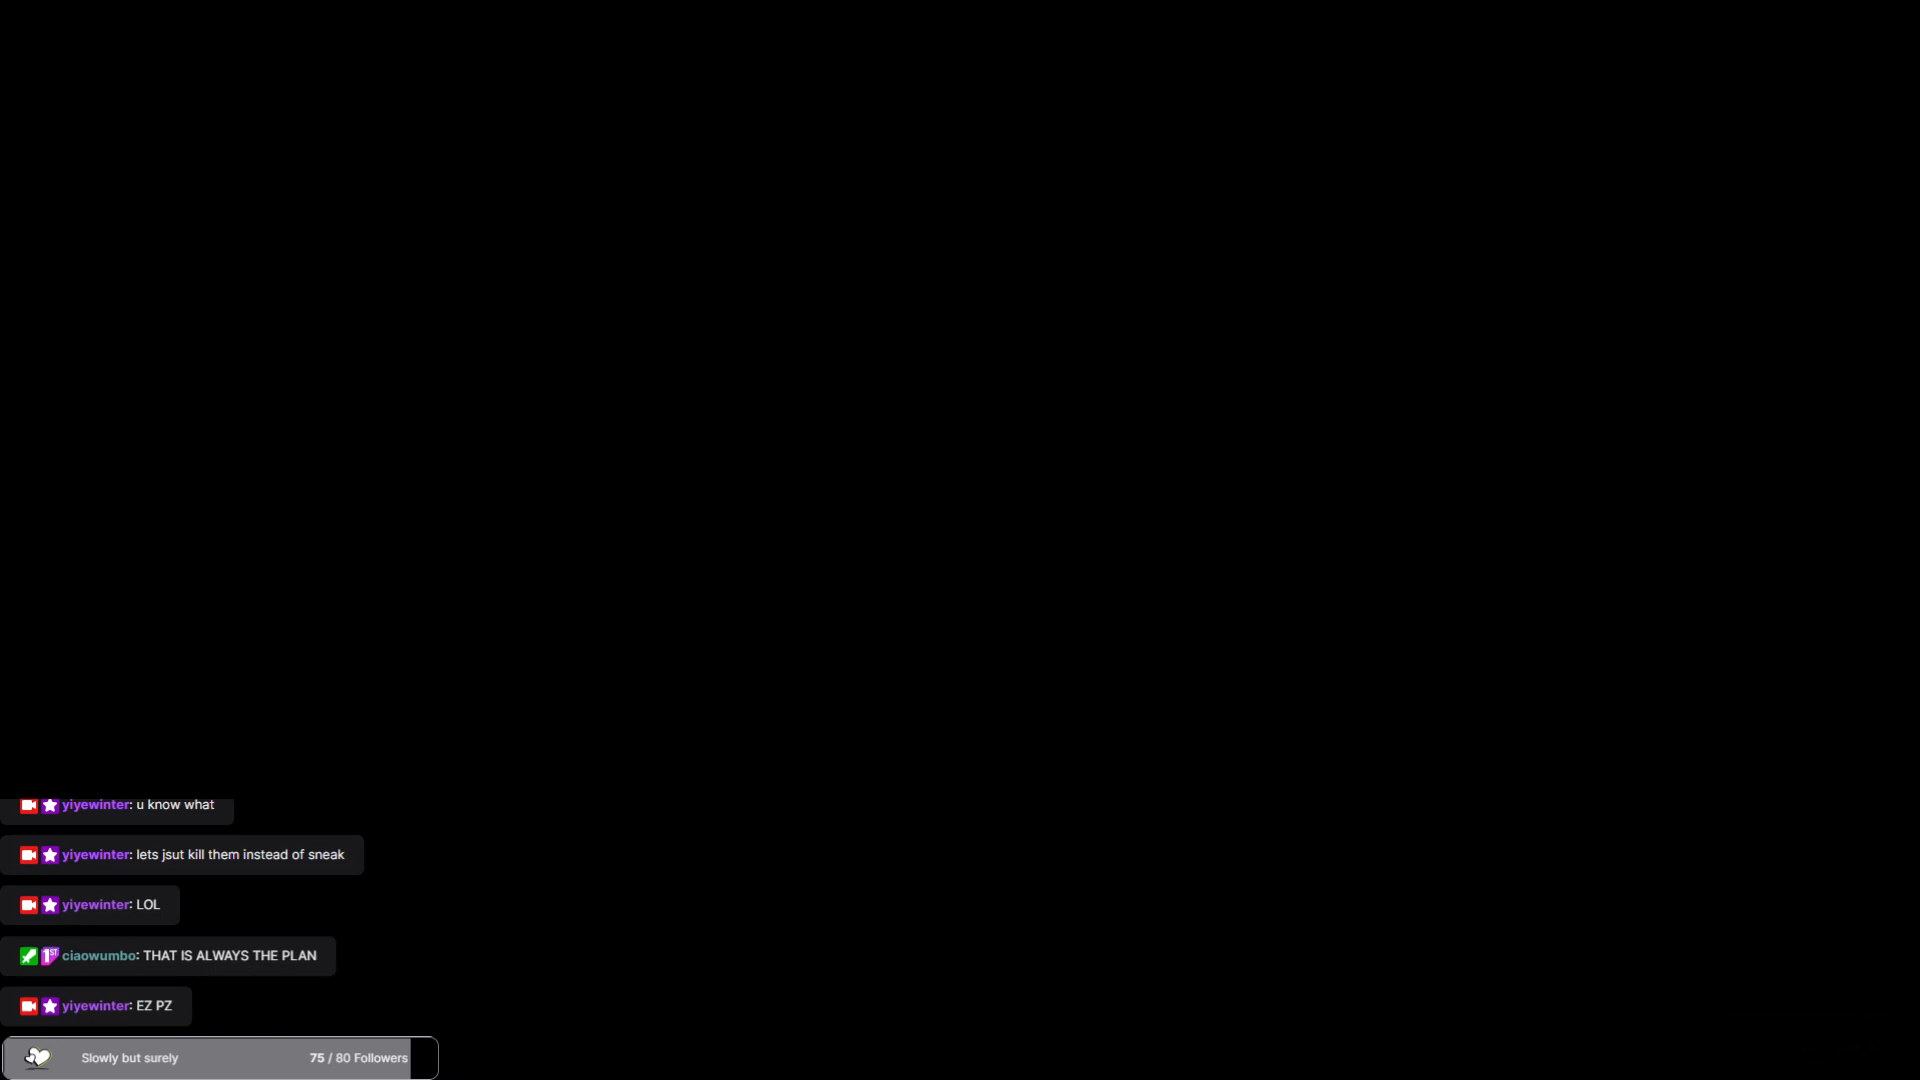 yiyewinter: u know what
yiyewinter: lets jsut kill them instead of sneak
yiyewinter: LOL
1ST ciaowumbo: THAT IS ALWAYS THE PLAN
yiyewinter: EZ PZ
Slowly but surely 75 / 80 Followers